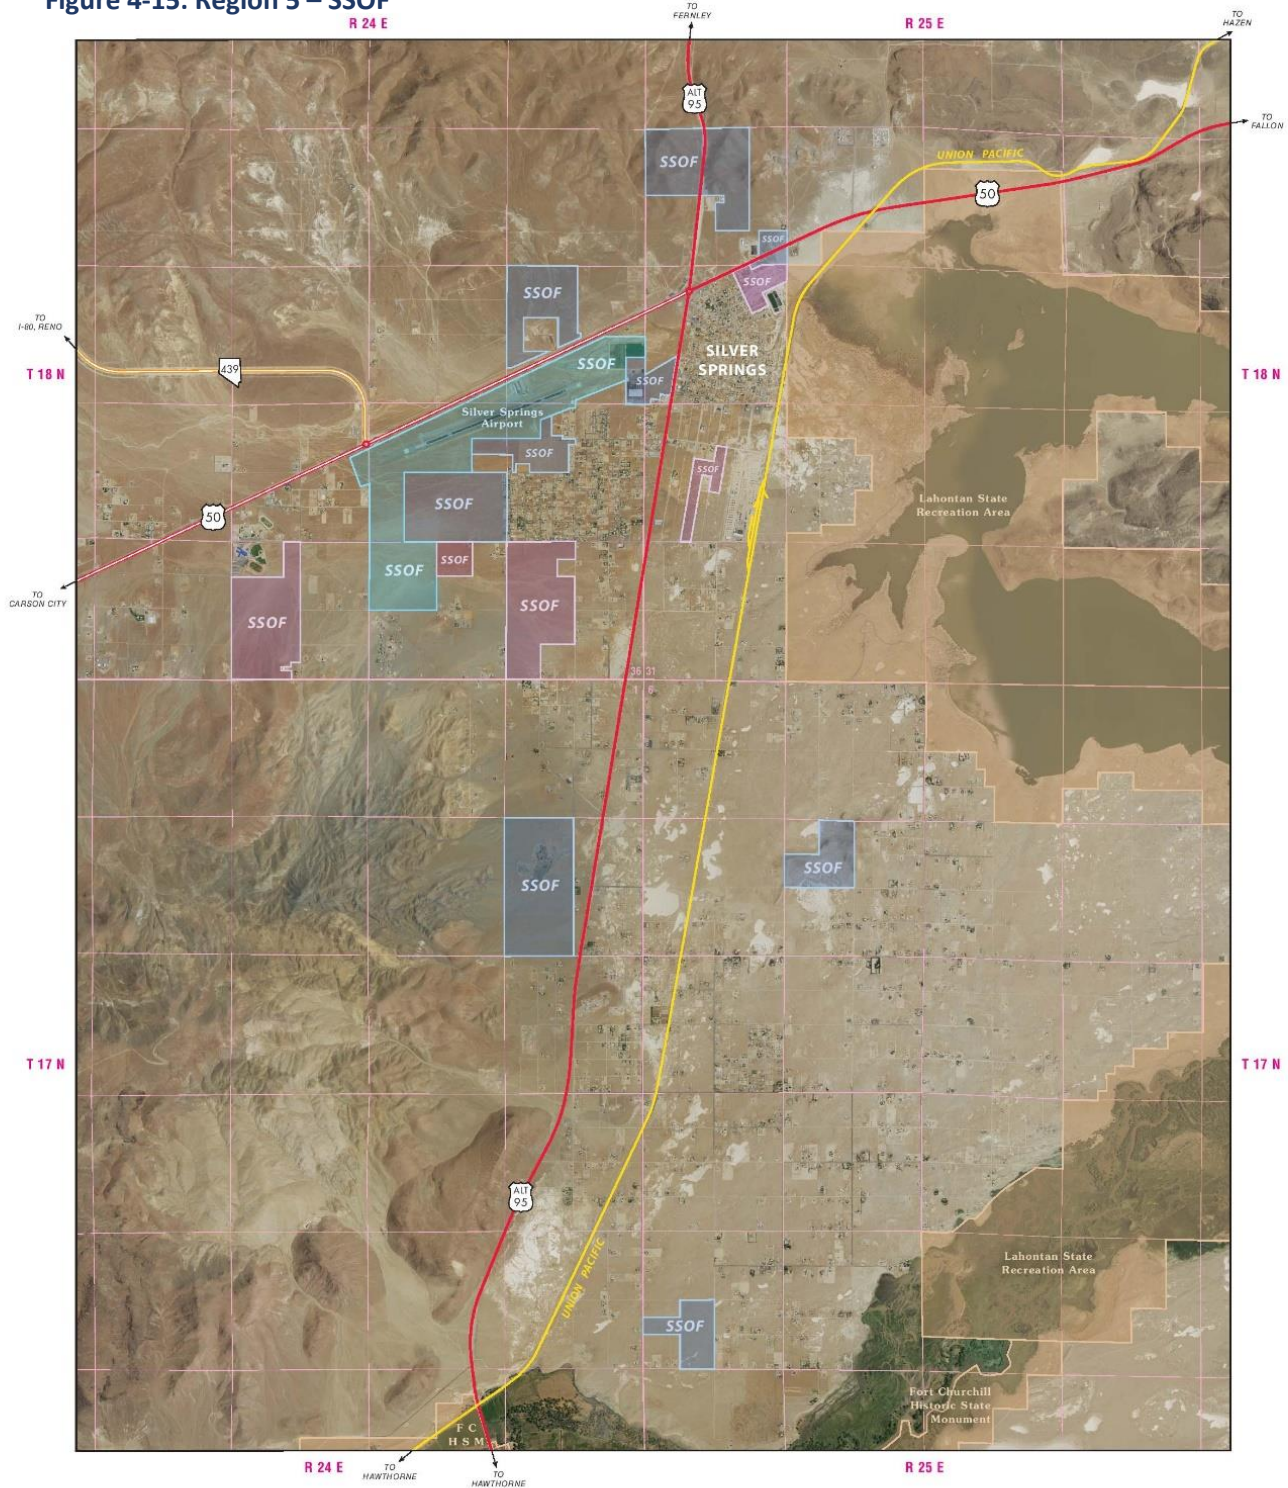 Figure 4-15: Region 5 – SSOF
R 24 E
TO
FERNLEY
R 25 E
TO
HAZEN
ALT
95
TO
FALLON
SSOF
UNION PACIFIC
50
SSOF
SSOF
SSOF
TO
I-80, RENO
439
T 18 N
SSOF
SILVER
SPRINGS
T 18 N
SSOF
Silver Springs
Airport
SSOF
SSOF
SSOF
50
Lahontan State
Recreation Area
SSOF
SSOF
SSOF
TO
CARSON CITY
SSOF
SSOF
36 31
1 6
SSOF
SSOF
T 17 N
T 17 N
ALT
95
UNION PACIFIC
Lahontan State
Recreation Area
SSOF
Fort Churchill
Historic State
Monument
F C
H S M
R 24 E
TO
HAWTHORNE
TO
HAWTHORNE
R 25 E